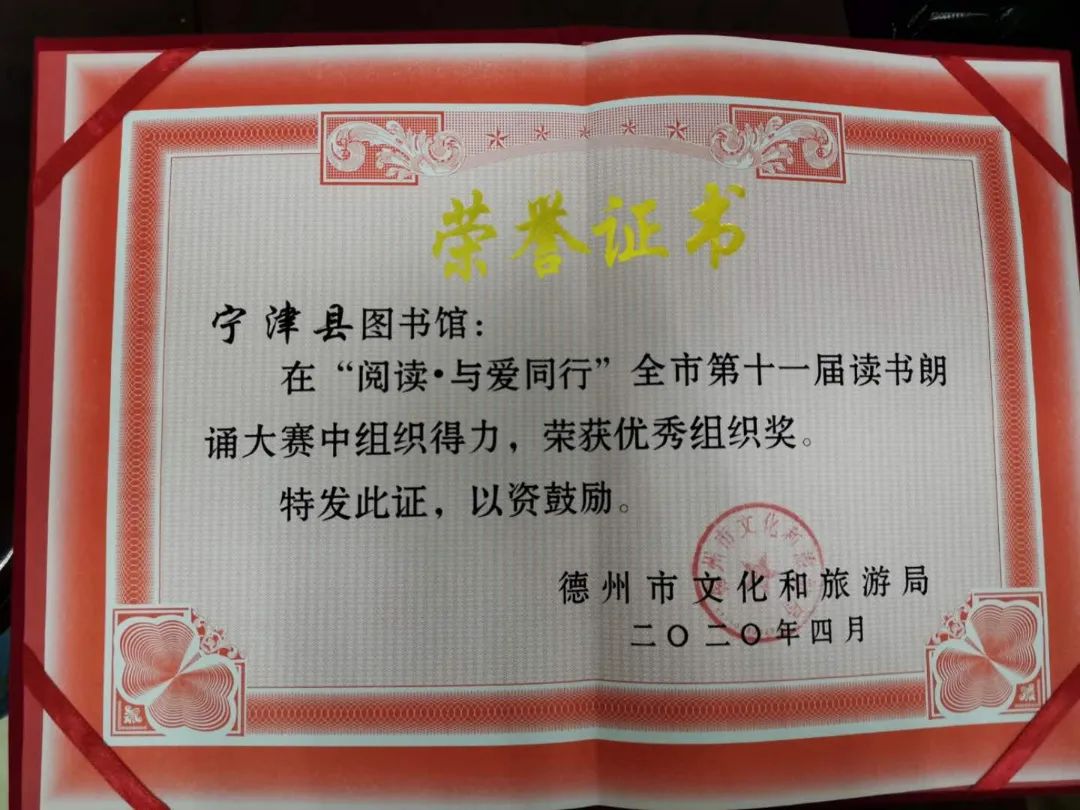 荣誉证书
宁津县图书馆：
在“阅读·与爱同行”全市第十一届读书朗
诵大赛中组织得力，荣获优秀组织奖。
特发此证，以资鼓励。
德州市文化和旅游局
二〇二〇年四月